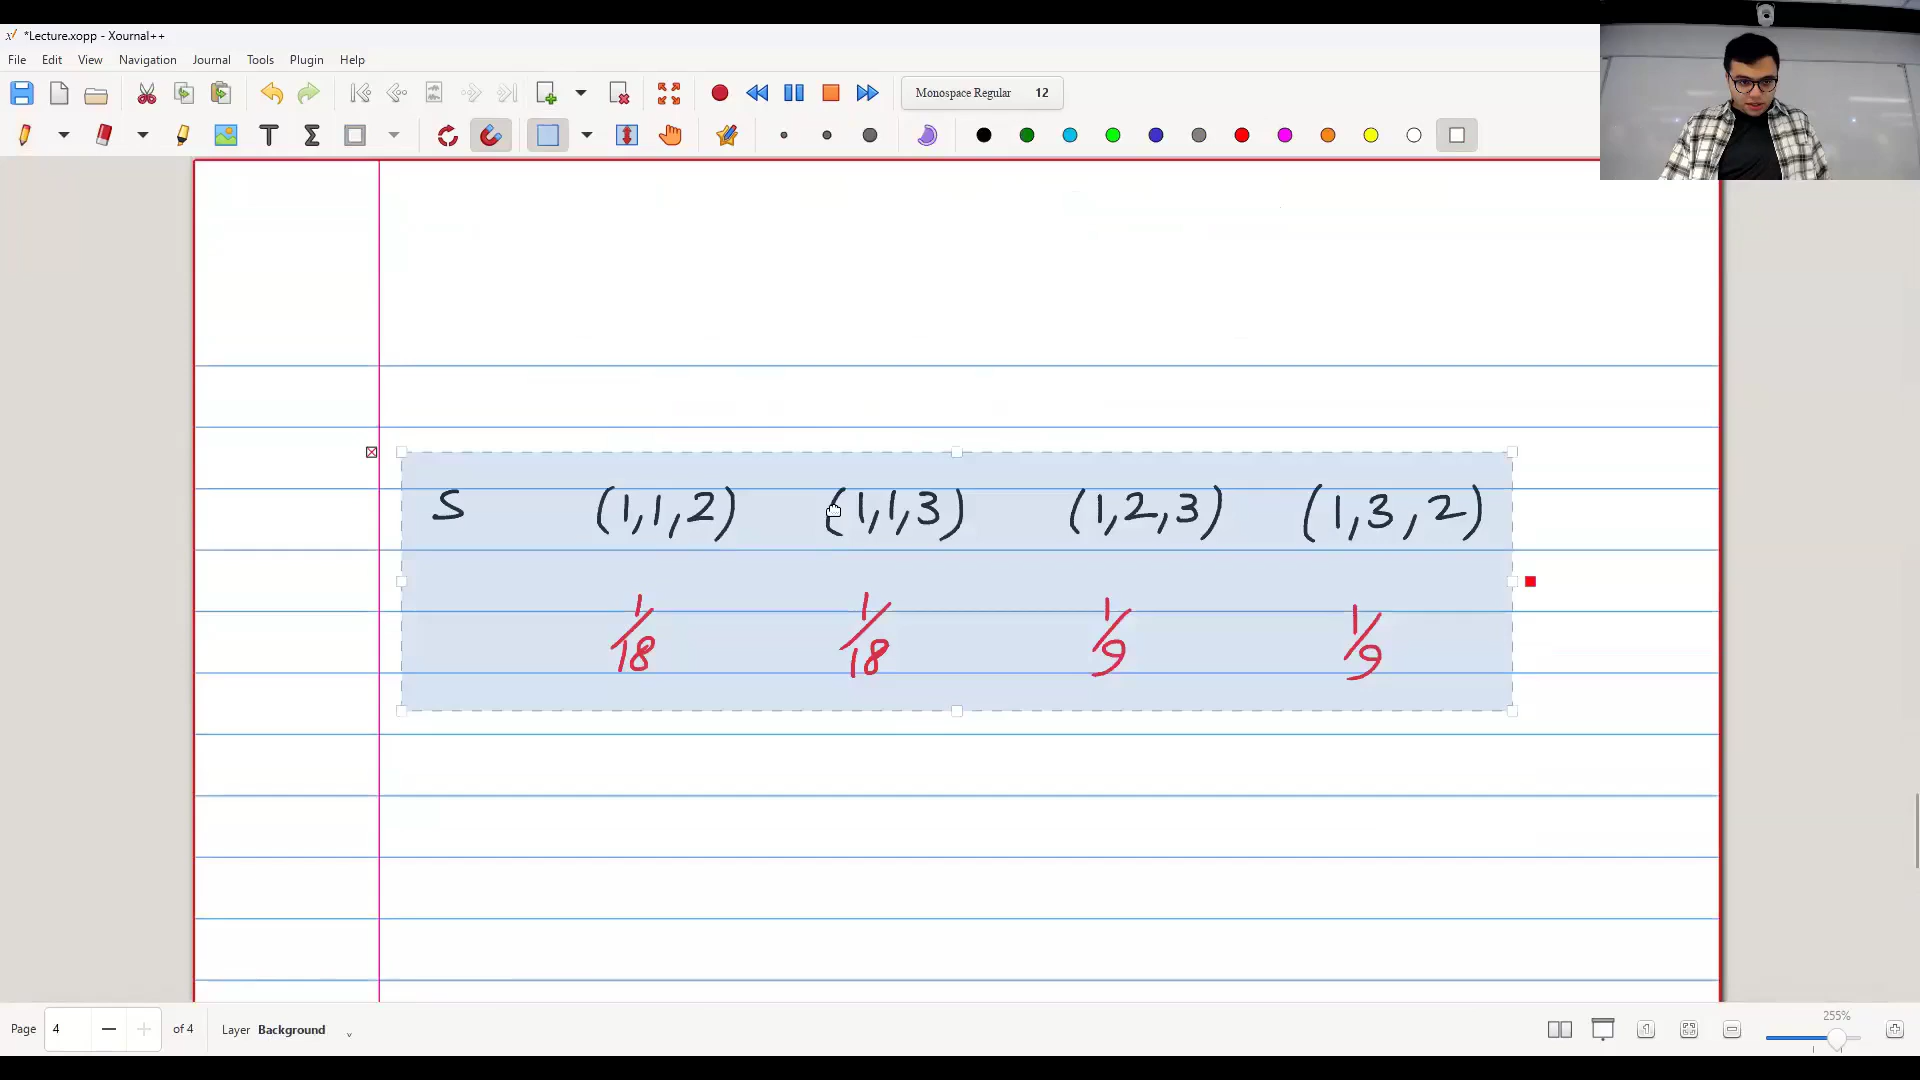 *Lecture.xopp - Xournal++
File Edit View Navigation Journal Tools Plugin Help
Monospace Regular 12
S (1,1,2) (1,1,3) (1,2,3) (1,3,2)
1/18 1/18 1/9 1/9
Page 4 of 4 Layer Background 255%